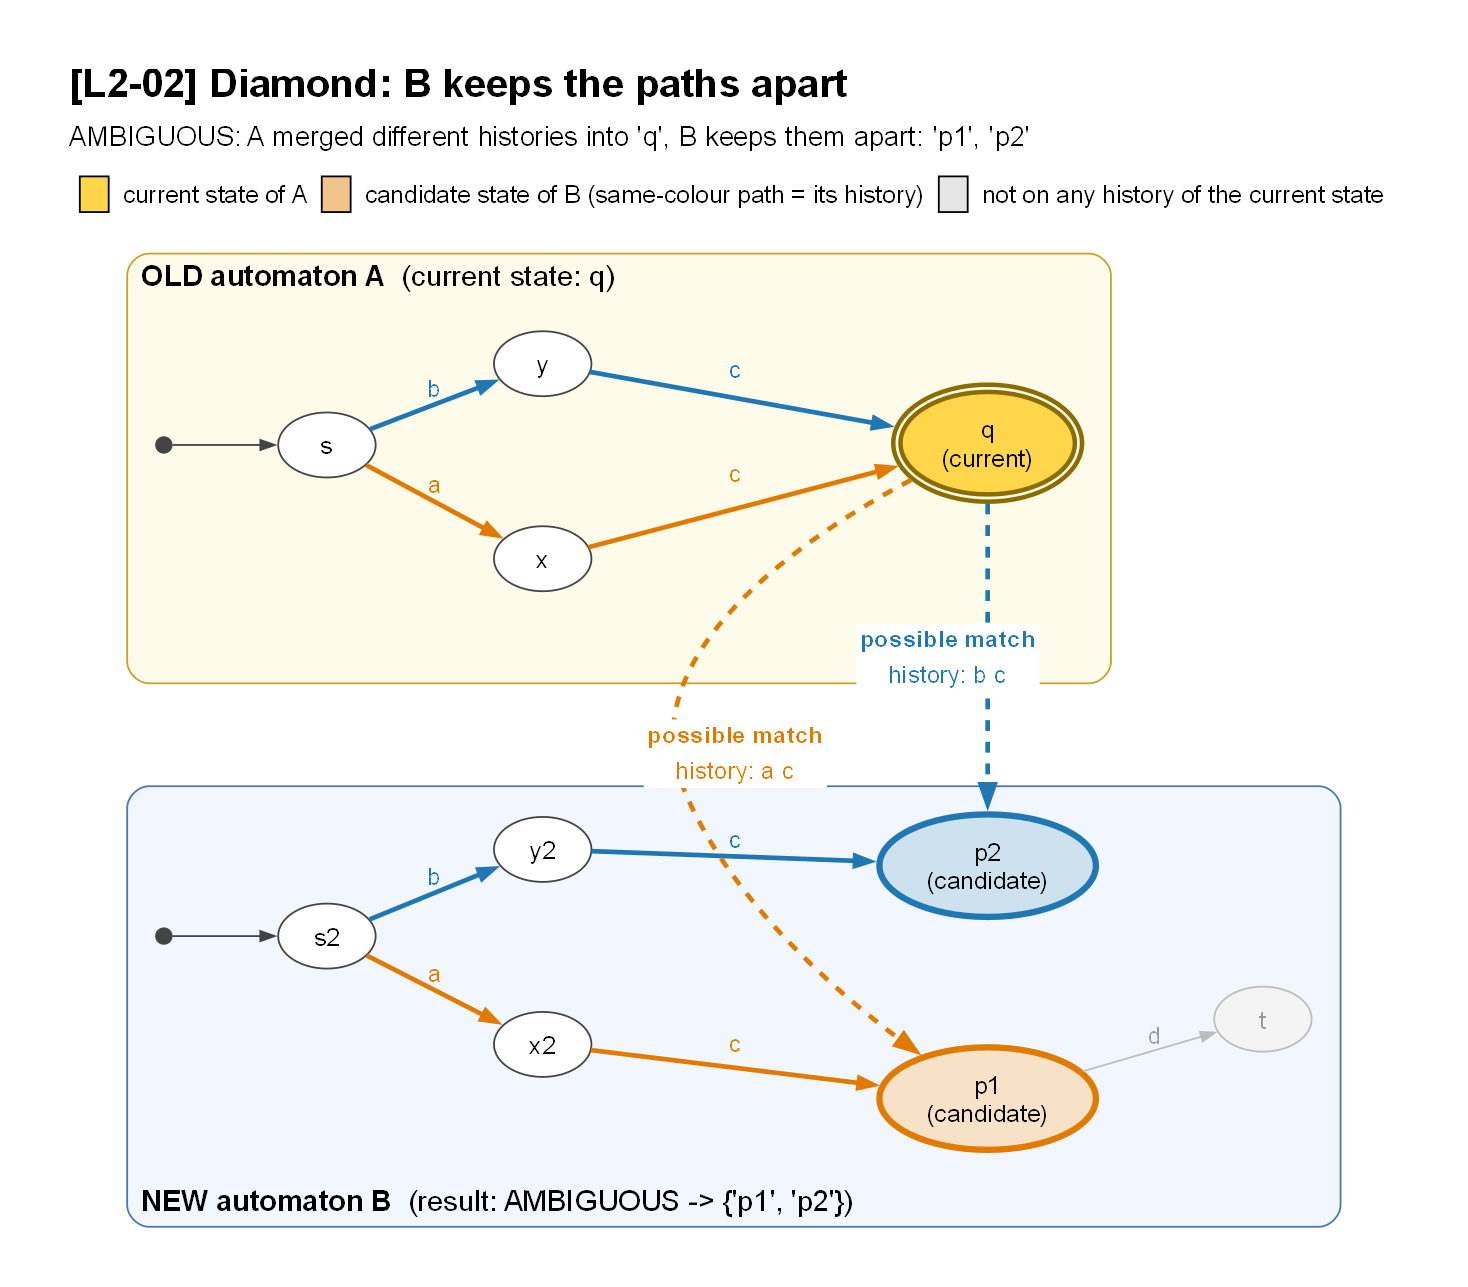 [L2-02] Diamond: B keeps the paths apart
AMBIGUOUS: A merged different histories into 'q', B keeps them apart: 'p1', 'p2'
current state of A
candidate state of B (same-colour path = its history)
not on any history of the current state
OLD automaton A (current state: q)
y
b
c
s
q
(current)
a
c
x
possible match
history: b c
possible match
history: a c
y2
c
p2
(candidate)
b
s2
a
x2
c
p1
(candidate)
d
t
NEW automaton B (result: AMBIGUOUS -> {'p1', 'p2'})